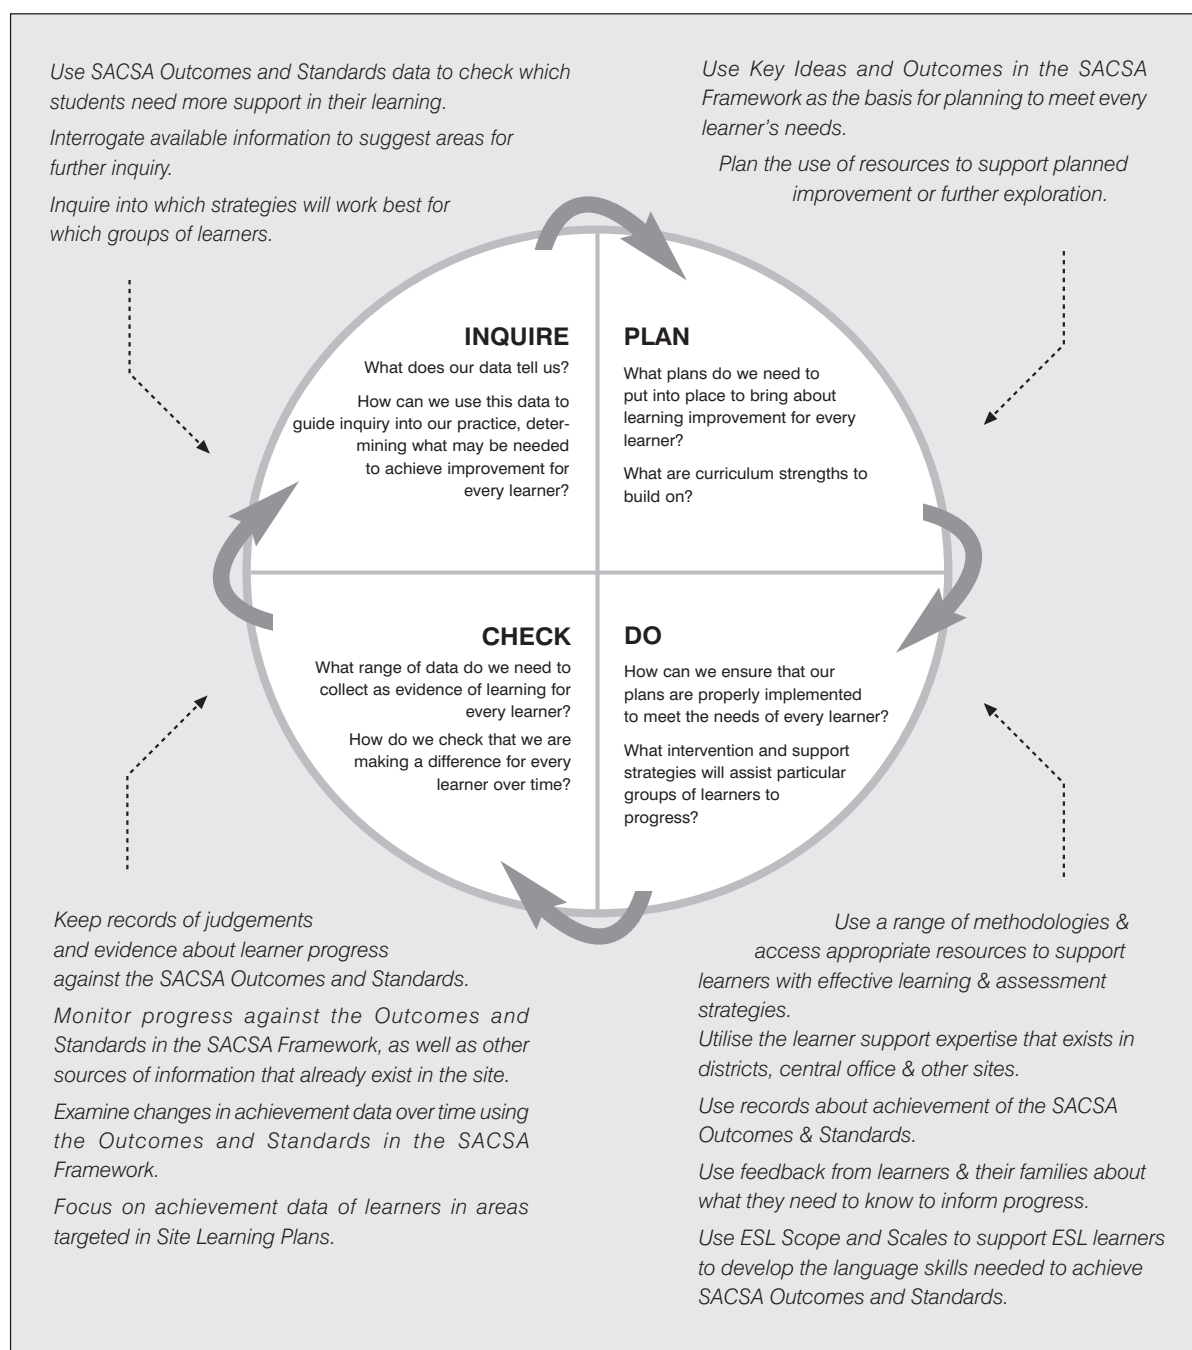 Use SACSA Outcomes and Standards data to check which
students need more support in their learning.
Interrogate available information to suggest areas for
further inquiry.
Inquire into which strategies will work best for
which groups of learners.
Use Key Ideas and Outcomes in the SACSA
Framework as the basis for planning to meet every
learner's needs.
Plan the use of resources to support planned
improvement or further exploration.
INQUIRE
What does our data tell us?
How can we use this data to
guide inquiry into our practice, deter-
mining what may be needed
to achieve improvement for
every learner?
PLAN
What plans do we need to
put into place to bring about
learning improvement for every
learner?
What are curriculum strengths to
build on?
CHECK
What range of data do we need to
collect as evidence of learning for
every learner?
How do we check that we are
making a difference for every
learner over time?
DO
How can we ensure that our
plans are properly implemented
to meet the needs of every learner?
What intervention and support
strategies will assist particular
groups of learners to
progress?
Keep records of judgements
and evidence about learner progress
against the SACSA Outcomes and Standards.
Monitor progress against the Outcomes and
Standards in the SACSA Framework, as well as other
sources of information that already exist in the site.
Examine changes in achievement data over time using
the Outcomes and Standards in the SACSA
Framework.
Focus on achievement data of learners in areas
targeted in Site Learning Plans.
Use a range of methodologies &
access appropriate resources to support
learners with effective learning & assessment
strategies.
Utilise the learner support expertise that exists in
districts, central office & other sites.
Use records about achievement of the SACSA
Outcomes & Standards.
Use feedback from learners & their families about
what they need to know to inform progress.
Use ESL Scope and Scales to support ESL learners
to develop the language skills needed to achieve
SACSA Outcomes and Standards.